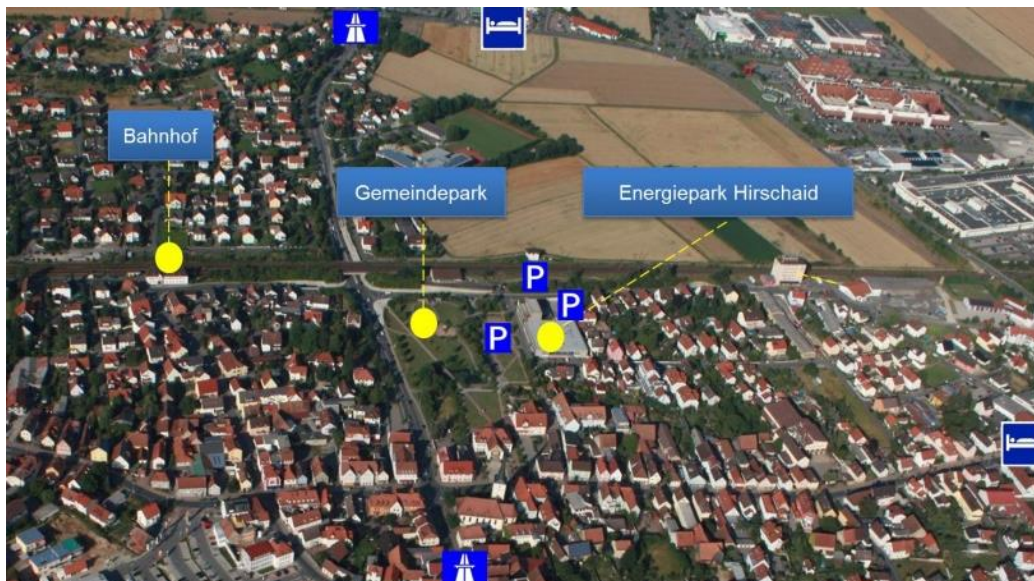 Bahnhof
Gemeindepark
Energiepark Hirschaid
P
P
P